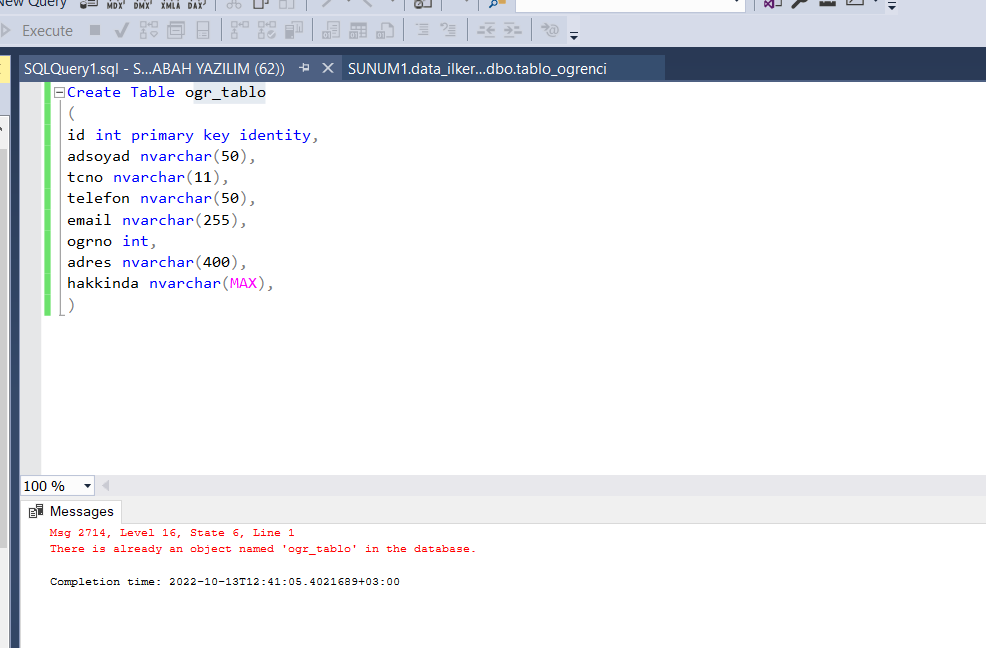 New Query
MDX DMX XMLA DAX
Execute
SQLQuery1.sql - S...ABAH YAZILIM (62))
SUNUM1.data_ilker...dbo.tablo_ogrenci
Create Table ogr_tablo
(
id int primary key identity,
adsoyad nvarchar(50),
tcno nvarchar(11),
telefon nvarchar(50),
email nvarchar(255),
ogrno int,
adres nvarchar(400),
hakkinda nvarchar(MAX),
)
100 %
Messages
Msg 2714, Level 16, State 6, Line 1
There is already an object named 'ogr_tablo' in the database.
Completion time: 2022-10-13T12:41:05.4021689+03:00